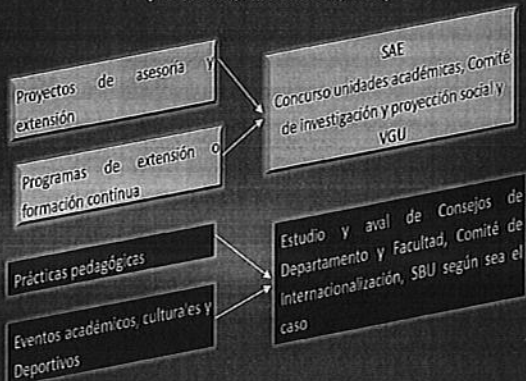 Proyectos de asesoría y
extensión
SAE
Concurso unidades académicas, Comité
de investigación y proyección social y
VGU
Programas de extensión o
formación continua
Prácticas pedagógicas
Estudio y aval de Consejos de
Departamento y Facultad, Comité de
Internacionalización, SBU según sea el
caso
Eventos académicos, culturales y
Deportivos